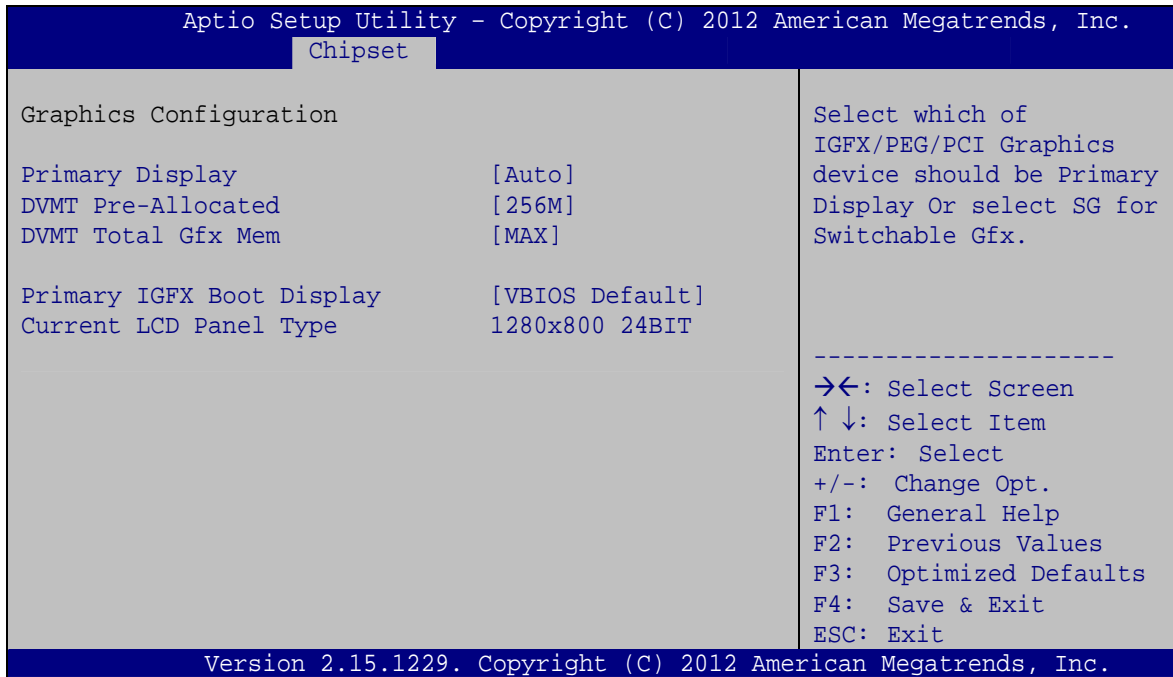 Aptio Setup Utility – Copyright (C) 2012 American Megatrends, Inc.
Chipset
Graphics Configuration
Primary Display [Auto]
DVMT Pre-Allocated [256M]
DVMT Total Gfx Mem [MAX]
Primary IGFX Boot Display [VBIOS Default]
Current LCD Panel Type 1280x800 24BIT
Select which of
IGFX/PEG/PCI Graphics
device should be Primary
Display Or select SG for
Switchable Gfx.
---------------------
→←: Select Screen
↑ ↓: Select Item
Enter: Select
+/-: Change Opt.
F1: General Help
F2: Previous Values
F3: Optimized Defaults
F4: Save & Exit
ESC: Exit
Version 2.15.1229. Copyright (C) 2012 American Megatrends, Inc.